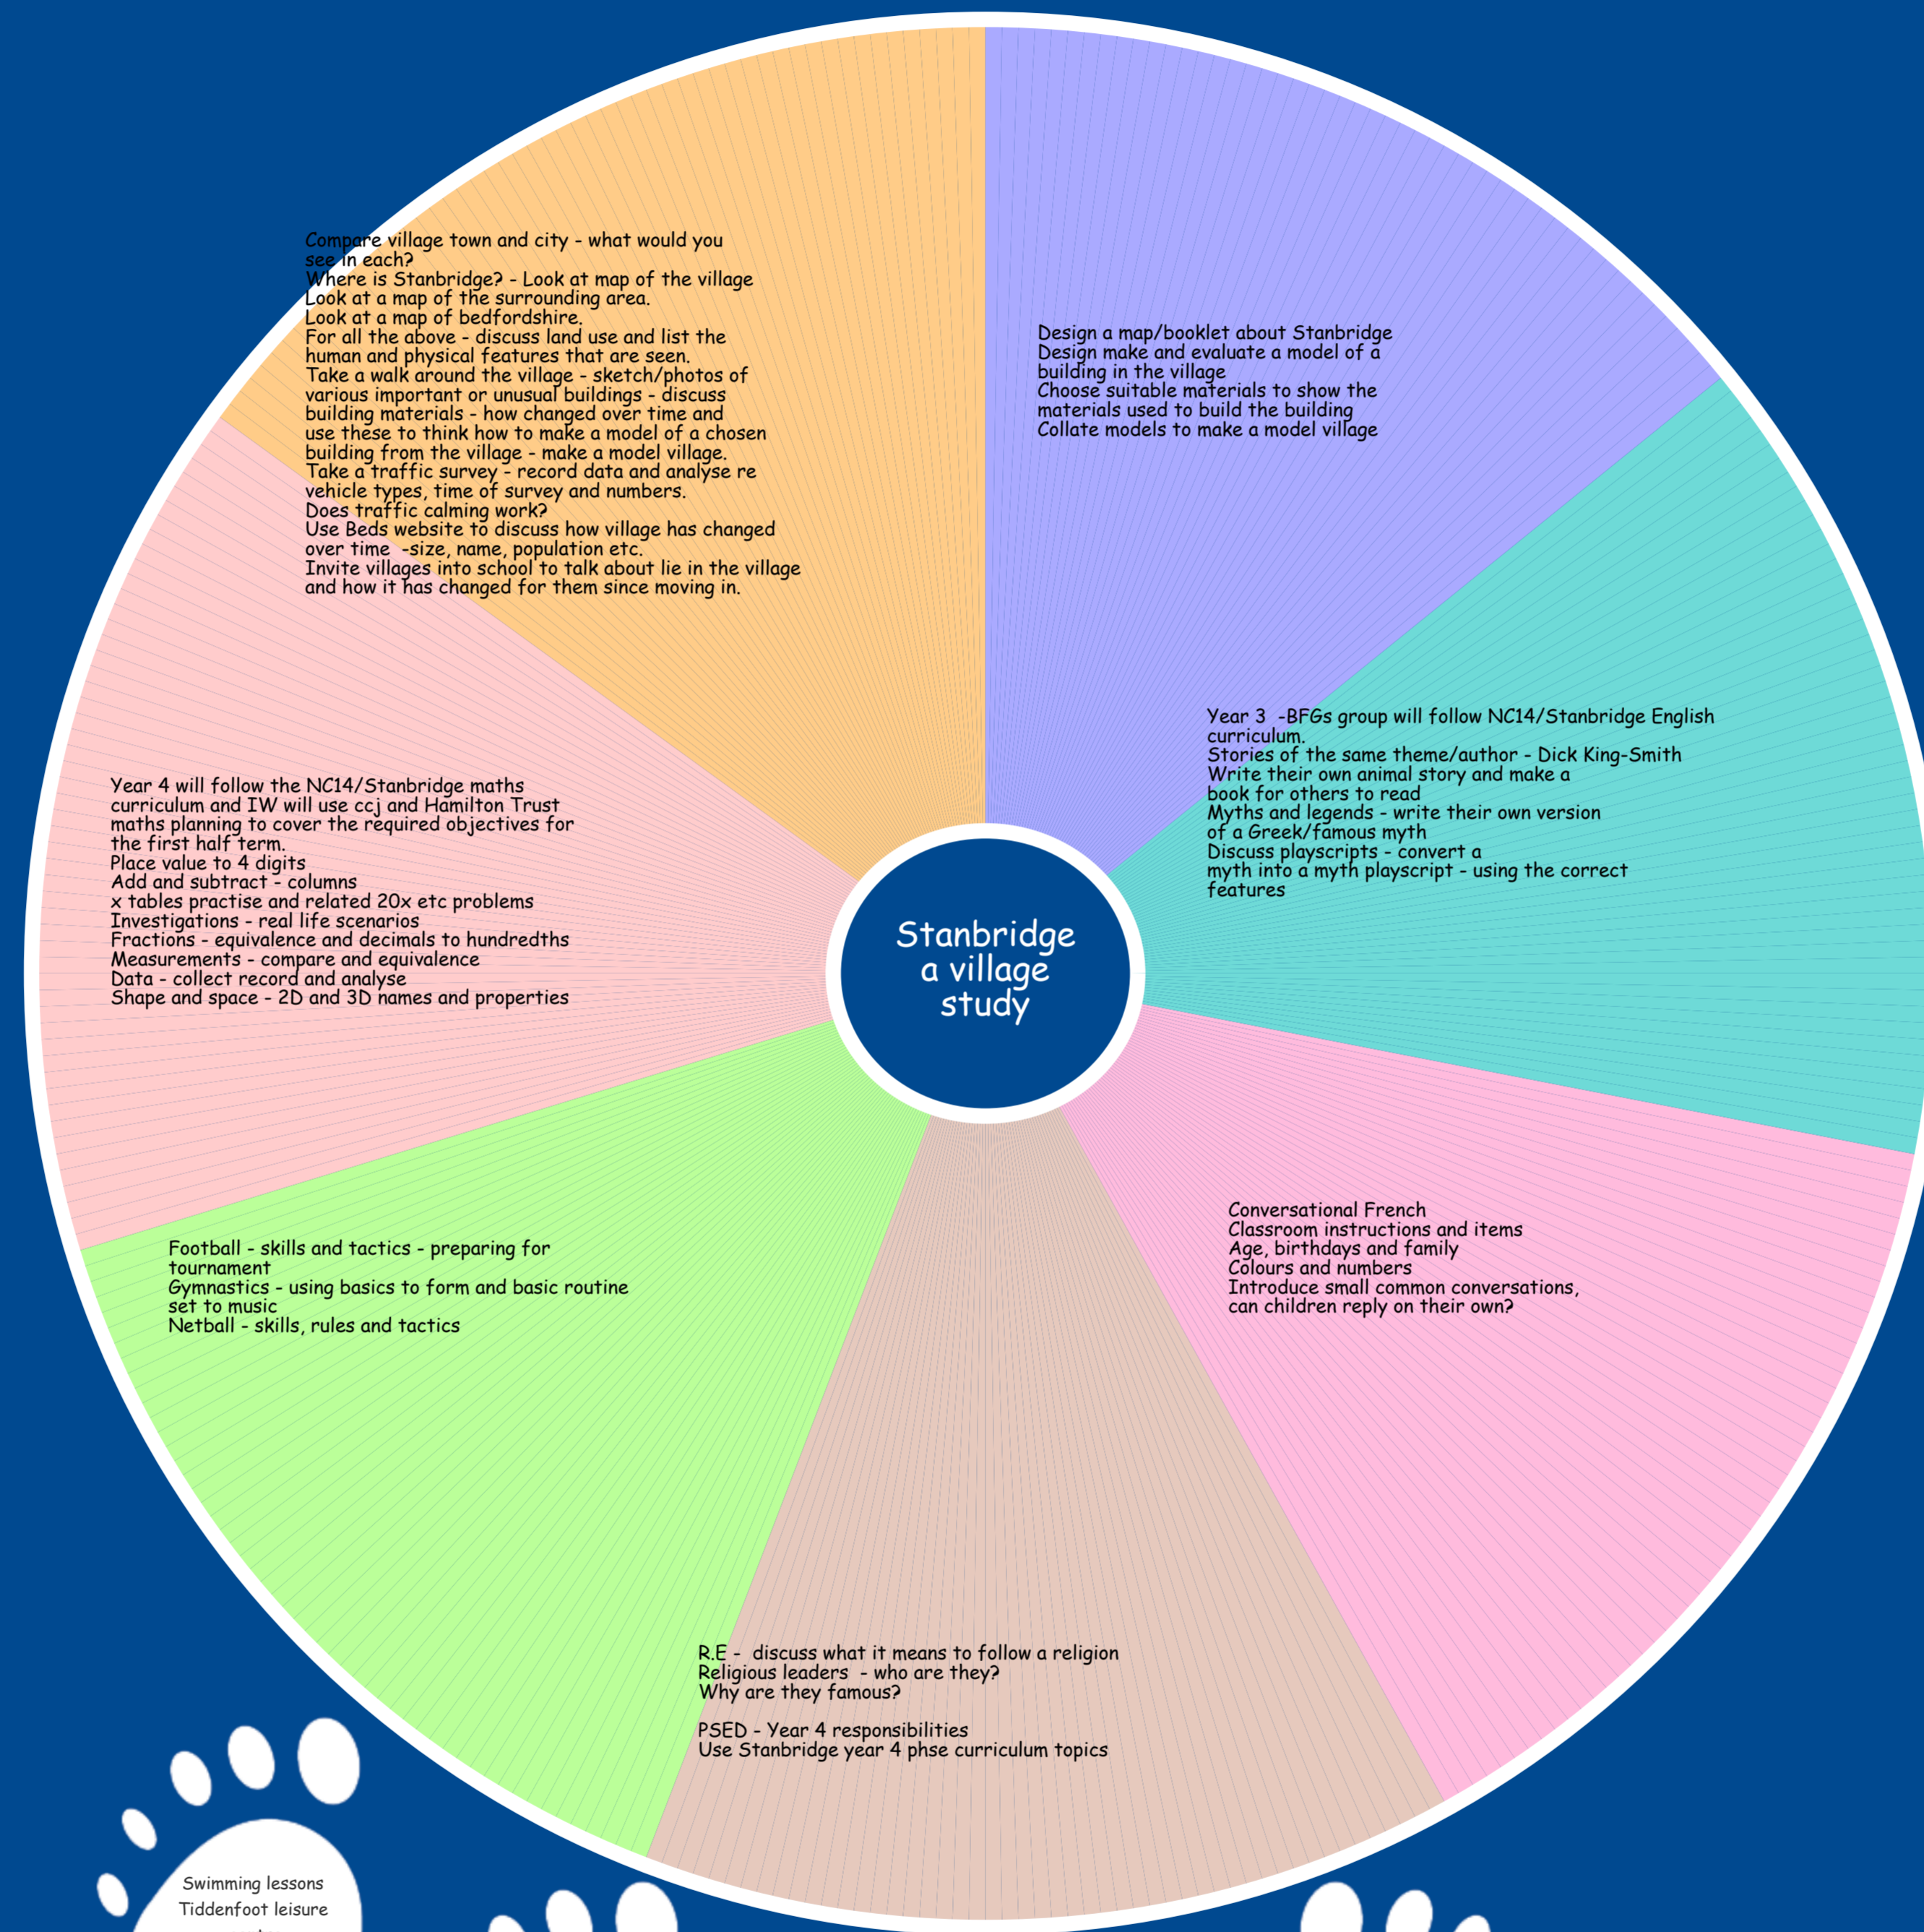 Compare village town and city - what would you
see in each?
Where is Stanbridge? - Look at map of the village
Look at a map of the surrounding area.
Look at a map of bedfordshire.
For all the above - discuss land use and list the
human and physical features that are seen.
Take a walk around the village - sketch/photos of
various important or unusual buildings - discuss
building materials - how changed over time and
use these to think how to make a model of a chosen
building from the village - make a model village.
Take a traffic survey - record data and analyse re
vehicle types, time of survey and numbers.
Does traffic calming work?
Use Beds website to discuss how village has changed
over time  -size, name, population etc.
Invite villages into school to talk about lie in the village
and how it has changed for them since moving in.
Design a map/booklet about Stanbridge
Design make and evaluate a model of a
building in the village
Choose suitable materials to show the
materials used to build the building
Collate models to make a model village
Year 3  -BFGs group will follow NC14/Stanbridge English
curriculum.
Stories of the same theme/author - Dick King-Smith
Write their own animal story and make a
book for others to read
Myths and legends - write their own version
of a Greek/famous myth
Discuss playscripts - convert a
myth into a myth playscript - using the correct
features
Year 4 will follow the NC14/Stanbridge maths
curriculum and IW will use ccj and Hamilton Trust
maths planning to cover the required objectives for
the first half term.
Place value to 4 digits
Add and subtract - columns
x tables practise and related 20x etc problems
Investigations - real life scenarios
Fractions - equivalence and decimals to hundredths
Measurements - compare and equivalence
Data - collect record and analyse
Shape and space - 2D and 3D names and properties
Stanbridge
a village
study
Conversational French
Classroom instructions and items
Age, birthdays and family
Colours and numbers
Introduce small common conversations,
can children reply on their own?
Football - skills and tactics - preparing for
tournament
Gymnastics - using basics to form and basic routine
set to music
Netball - skills, rules and tactics
R.E -  discuss what it means to follow a religion
Religious leaders  - who are they?
Why are they famous?
PSED - Year 4 responsibilities
Use Stanbridge year 4 phse curriculum topics
Swimming lessons
Tiddenfoot leisure